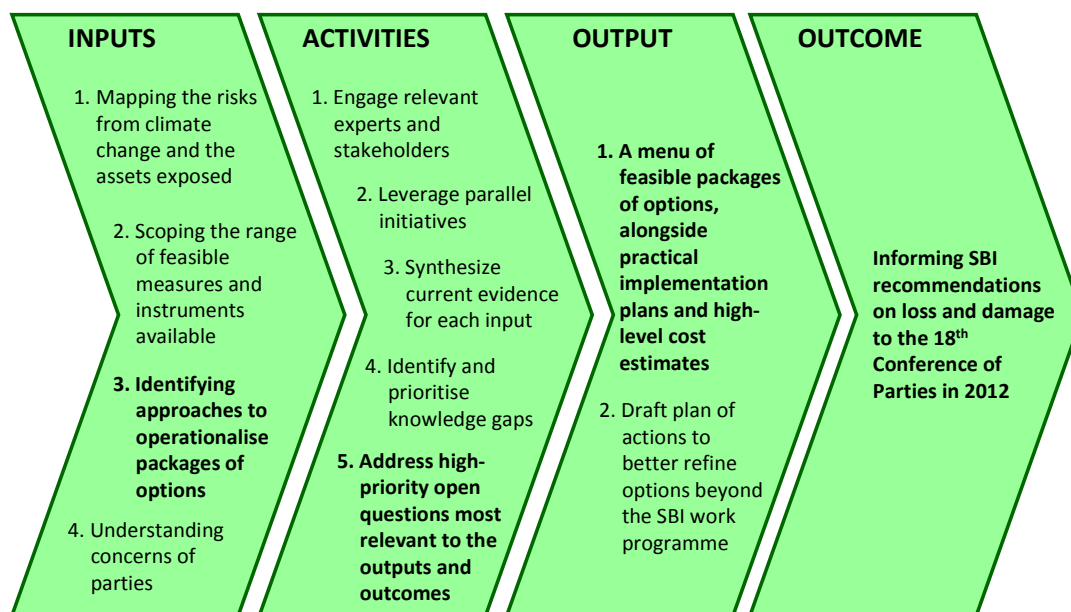 INPUTS
1. Mapping the risks
from climate
change and the
assets exposed
2. Scoping the range
of feasible
measures and
instruments
available
3. Identifying
approaches to
operationalise
packages of
options
4. Understanding
concerns of
parties
ACTIVITIES
1. Engage relevant
experts and
stakeholders
2. Leverage parallel
initiatives
3. Synthesize
current evidence
for each input
4. Identify and
prioritise
knowledge gaps
5. Address high-
priority open
questions most
relevant to the
outputs and
outcomes
OUTPUT
1. A menu of
feasible packages
of options,
alongside
practical
implementation
plans and high-
level cost
estimates
2. Draft plan of
actions to
better refine
options beyond
the SBI work
programme
OUTCOME
Informing SBI
recommendations
on loss and damage
to the 18th
Conference of
Parties in 2012